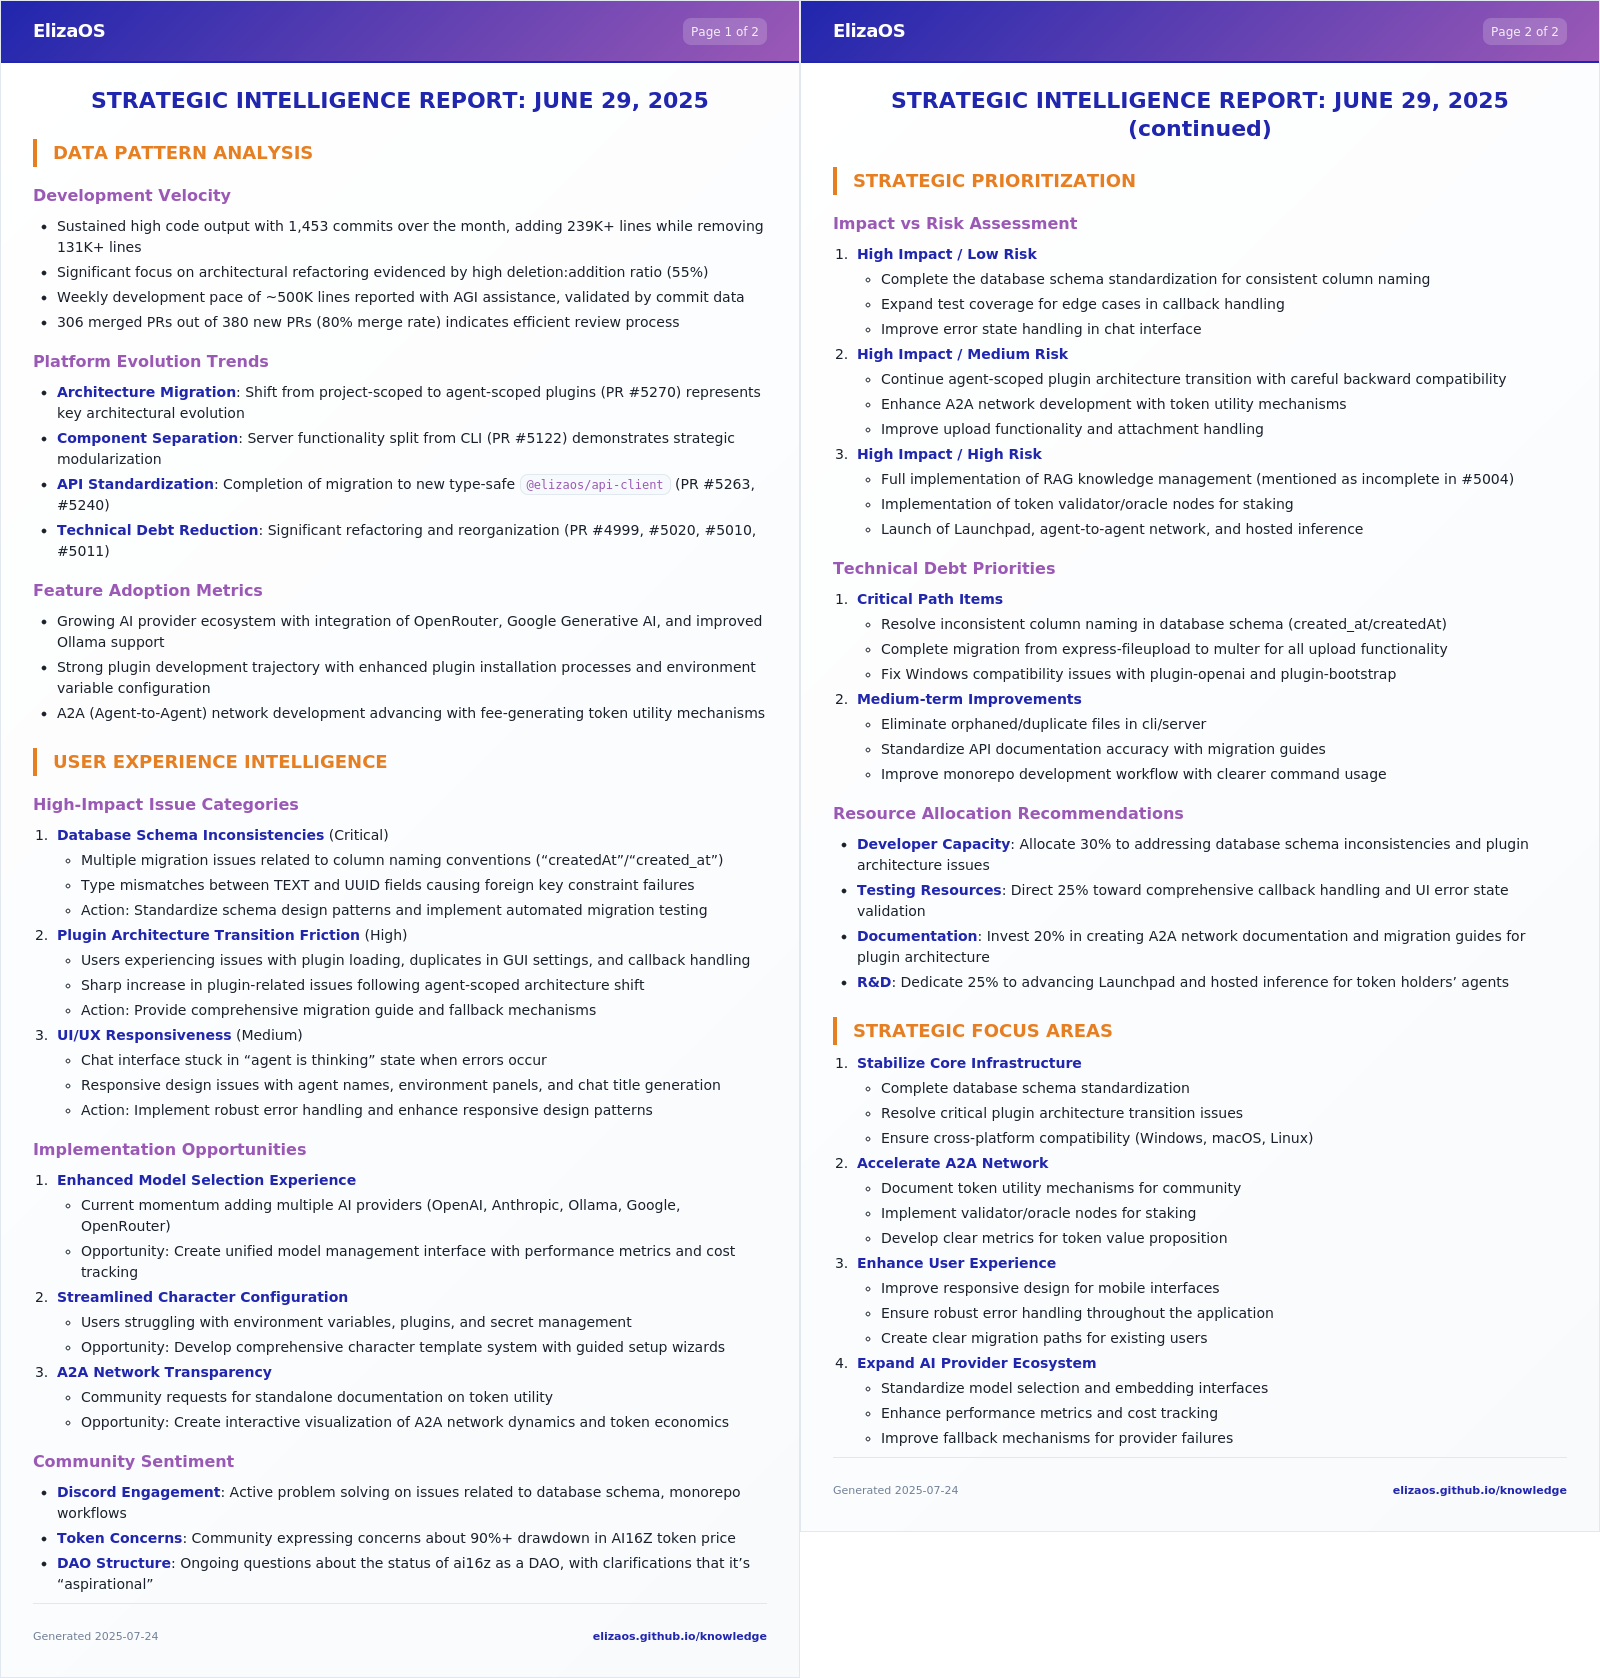 ElizaOS
Page 1 of 2
STRATEGIC INTELLIGENCE REPORT: JUNE 29, 2025
DATA PATTERN ANALYSIS
Development Velocity
• Sustained high code output with 1,453 commits over the month, adding 239K+ lines while removing
131K+ lines
• Significant focus on architectural refactoring evidenced by high deletion:addition ratio (55%)
• Weekly development pace of ~500K lines reported with AGI assistance, validated by commit data
• 306 merged PRs out of 380 new PRs (80% merge rate) indicates efficient review process
Platform Evolution Trends
• Architecture Migration: Shift from project-scoped to agent-scoped plugins (PR #5270) represents
key architectural evolution
• Component Separation: Server functionality split from CLI (PR #5122) demonstrates strategic
modularization
• API Standardization: Completion of migration to new type-safe @elizaos/api-client (PR #5263,
#5240)
• Technical Debt Reduction: Significant refactoring and reorganization (PR #4999, #5020, #5010,
#5011)
Feature Adoption Metrics
• Growing AI provider ecosystem with integration of OpenRouter, Google Generative AI, and improved
Ollama support
• Strong plugin development trajectory with enhanced plugin installation processes and environment
variable configuration
• A2A (Agent-to-Agent) network development advancing with fee-generating token utility mechanisms
USER EXPERIENCE INTELLIGENCE
High-Impact Issue Categories
1. Database Schema Inconsistencies (Critical)
◦ Multiple migration issues related to column naming conventions (“createdAt”/“created_at”)
◦ Type mismatches between TEXT and UUID fields causing foreign key constraint failures
◦ Action: Standardize schema design patterns and implement automated migration testing
2. Plugin Architecture Transition Friction (High)
◦ Users experiencing issues with plugin loading, duplicates in GUI settings, and callback handling
◦ Sharp increase in plugin-related issues following agent-scoped architecture shift
◦ Action: Provide comprehensive migration guide and fallback mechanisms
3. UI/UX Responsiveness (Medium)
◦ Chat interface stuck in “agent is thinking” state when errors occur
◦ Responsive design issues with agent names, environment panels, and chat title generation
◦ Action: Implement robust error handling and enhance responsive design patterns
Implementation Opportunities
1. Enhanced Model Selection Experience
◦ Current momentum adding multiple AI providers (OpenAI, Anthropic, Ollama, Google,
OpenRouter)
◦ Opportunity: Create unified model management interface with performance metrics and cost
tracking
2. Streamlined Character Configuration
◦ Users struggling with environment variables, plugins, and secret management
◦ Opportunity: Develop comprehensive character template system with guided setup wizards
3. A2A Network Transparency
◦ Community requests for standalone documentation on token utility
◦ Opportunity: Create interactive visualization of A2A network dynamics and token economics
Community Sentiment
• Discord Engagement: Active problem solving on issues related to database schema, monorepo
workflows
• Token Concerns: Community expressing concerns about 90%+ drawdown in AI16Z token price
• DAO Structure: Ongoing questions about the status of ai16z as a DAO, with clarifications that it’s
“aspirational”
Generated 2025-07-24
elizaos.github.io/knowledge
ElizaOS
Page 2 of 2
STRATEGIC INTELLIGENCE REPORT: JUNE 29, 2025
(continued)
STRATEGIC PRIORITIZATION
Impact vs Risk Assessment
1. High Impact / Low Risk
◦ Complete the database schema standardization for consistent column naming
◦ Expand test coverage for edge cases in callback handling
◦ Improve error state handling in chat interface
2. High Impact / Medium Risk
◦ Continue agent-scoped plugin architecture transition with careful backward compatibility
◦ Enhance A2A network development with token utility mechanisms
◦ Improve upload functionality and attachment handling
3. High Impact / High Risk
◦ Full implementation of RAG knowledge management (mentioned as incomplete in #5004)
◦ Implementation of token validator/oracle nodes for staking
◦ Launch of Launchpad, agent-to-agent network, and hosted inference
Technical Debt Priorities
1. Critical Path Items
◦ Resolve inconsistent column naming in database schema (created_at/createdAt)
◦ Complete migration from express-fileupload to multer for all upload functionality
◦ Fix Windows compatibility issues with plugin-openai and plugin-bootstrap
2. Medium-term Improvements
◦ Eliminate orphaned/duplicate files in cli/server
◦ Standardize API documentation accuracy with migration guides
◦ Improve monorepo development workflow with clearer command usage
Resource Allocation Recommendations
• Developer Capacity: Allocate 30% to addressing database schema inconsistencies and plugin
architecture issues
• Testing Resources: Direct 25% toward comprehensive callback handling and UI error state
validation
• Documentation: Invest 20% in creating A2A network documentation and migration guides for
plugin architecture
• R&D: Dedicate 25% to advancing Launchpad and hosted inference for token holders’ agents
STRATEGIC FOCUS AREAS
1. Stabilize Core Infrastructure
◦ Complete database schema standardization
◦ Resolve critical plugin architecture transition issues
◦ Ensure cross-platform compatibility (Windows, macOS, Linux)
2. Accelerate A2A Network
◦ Document token utility mechanisms for community
◦ Implement validator/oracle nodes for staking
◦ Develop clear metrics for token value proposition
3. Enhance User Experience
◦ Improve responsive design for mobile interfaces
◦ Ensure robust error handling throughout the application
◦ Create clear migration paths for existing users
4. Expand AI Provider Ecosystem
◦ Standardize model selection and embedding interfaces
◦ Enhance performance metrics and cost tracking
◦ Improve fallback mechanisms for provider failures
Generated 2025-07-24
elizaos.github.io/knowledge